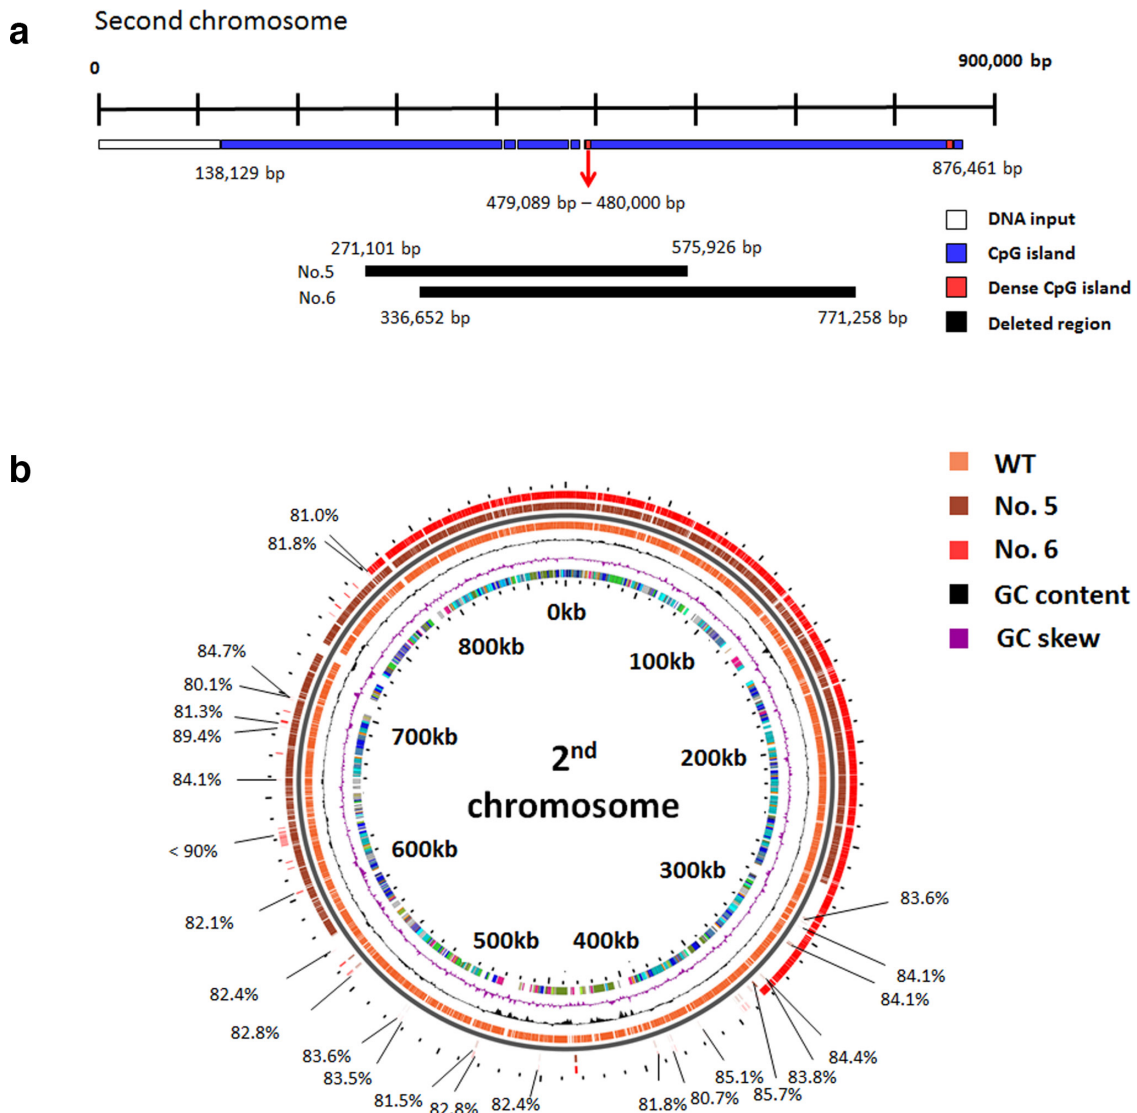 a
Second chromosome
0
900,000 bp
138,129 bp
876,461 bp
479,089 bp – 480,000 bp
DNA input
CpG island
Dense CpG island
Deleted region
271,101 bp
575,926 bp
No.5
No.6
336,652 bp
771,258 bp
b
WT
No. 5
No. 6
GC content
GC skew
81.0%
81.8%
84.7%
80.1%
81.3%
89.4%
84.1%
< 90%
82.1%
82.4%
82.8%
83.6%
83.5%
81.5%
82.8%
82.4%
81.8%
80.7%
85.1%
85.7%
83.8%
84.4%
84.1%
84.1%
83.6%
0kb
100kb
200kb
300kb
400kb
500kb
600kb
700kb
800kb
2nd
chromosome